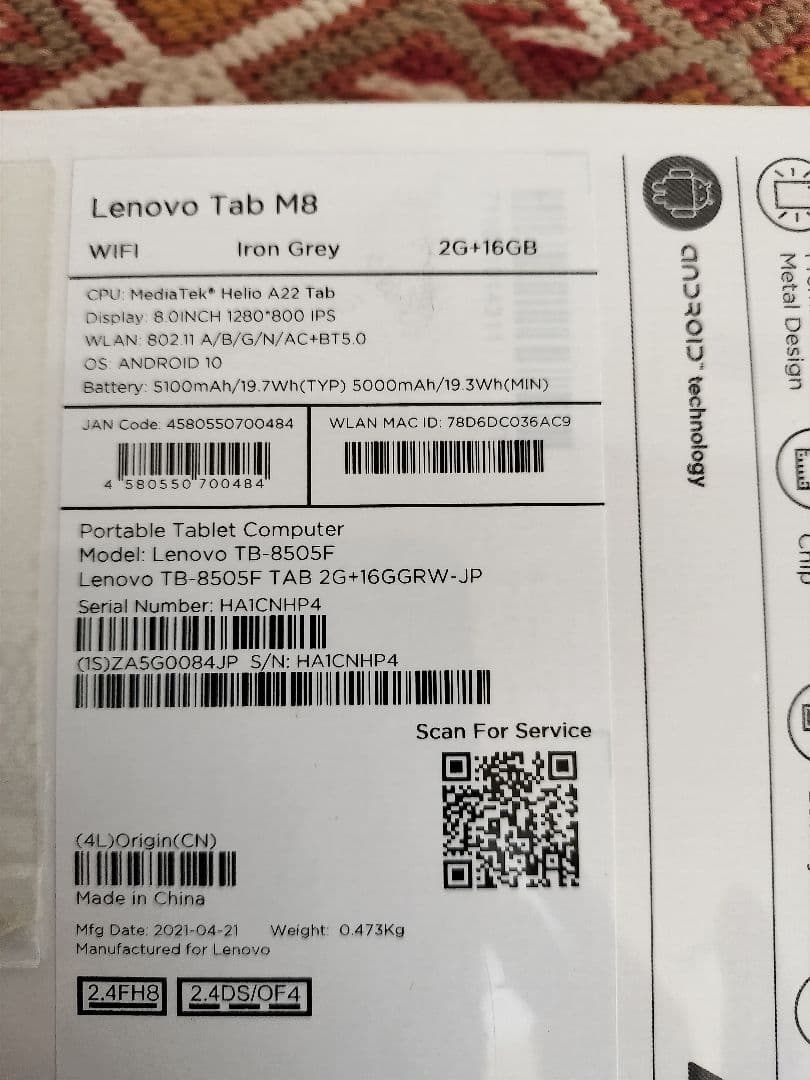 Lenovo Tab M8
WIFI Iron Grey 2G+16GB
CPU: MediaTek® Helio A22 Tab
Display: 8.0INCH 1280*800 IPS
WLAN: 802.11 A/B/G/N/AC+BT5.0
OS: ANDROID 10
Battery: 5100mAh/19.7Wh(TYP) 5000mAh/19.3Wh(MIN)
JAN Code: 4580550700484
4 580550 700484
WLAN MAC ID: 78D6DC036AC9
Portable Tablet Computer
Model: Lenovo TB-8505F
Lenovo TB-8505F TAB 2G+16GGRW-JP
Serial Number: HA1CNHP4
(1S)ZA5G0084JP S/N: HA1CNHP4
Scan For Service
(4L)Origin(CN)
Made in China
Mfg Date: 2021-04-21 Weight: 0.473Kg
Manufactured for Lenovo
2.4FH8 2.4DS/OF4
ANDROID™ technology
Metal Design
Chip